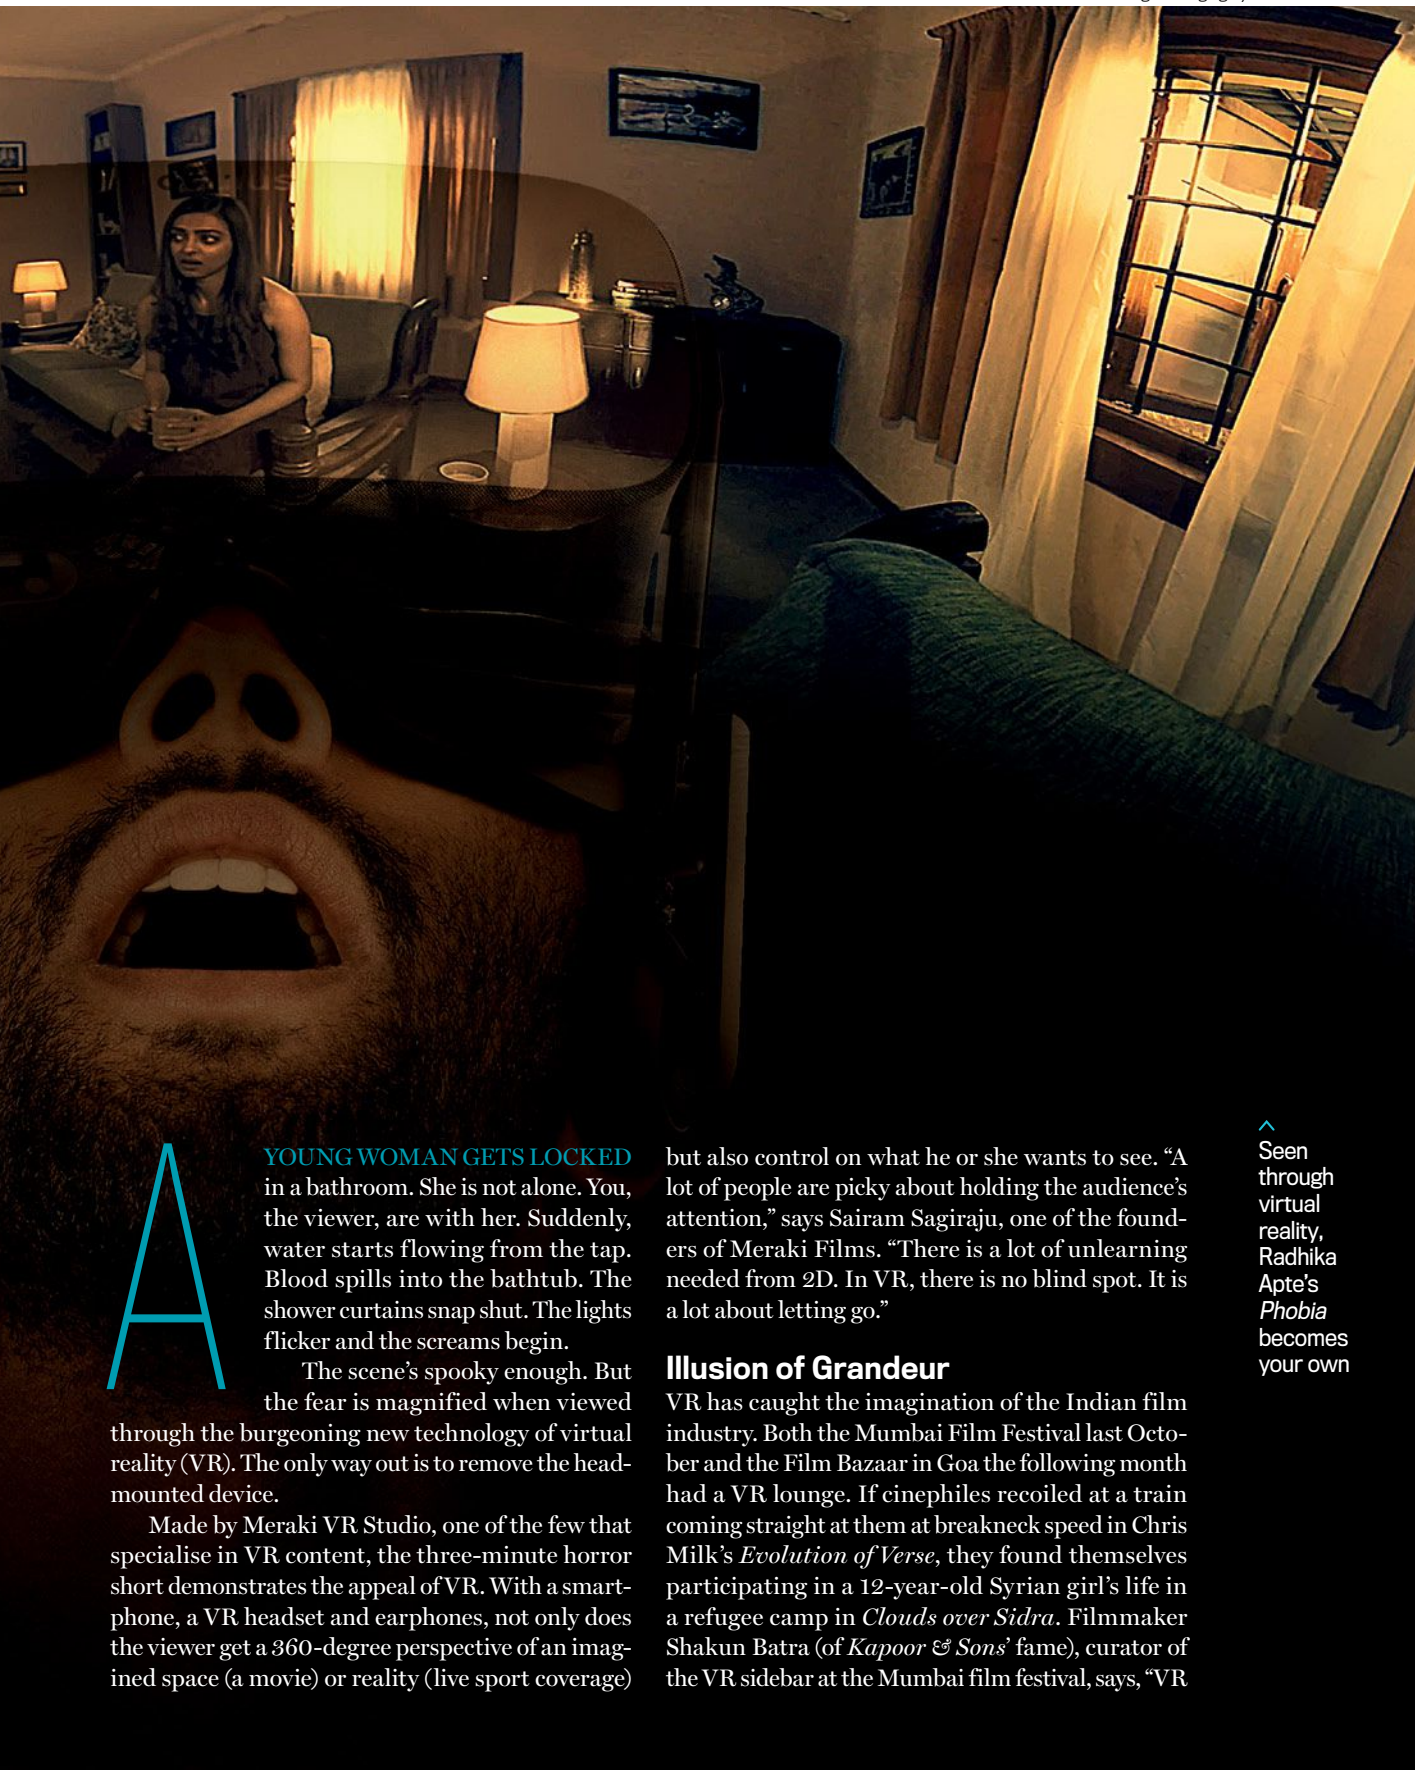 A
YOUNG WOMAN GETS LOCKED
in a bathroom. She is not alone. You,
the viewer, are with her. Suddenly,
water starts flowing from the tap.
Blood spills into the bathtub. The
shower curtains snap shut. The lights
flicker and the screams begin.
The scene’s spooky enough. But
the fear is magnified when viewed
through the burgeoning new technology of virtual
reality (VR). The only way out is to remove the head-
mounted device.
Made by Meraki VR Studio, one of the few that
specialise in VR content, the three-minute horror
short demonstrates the appeal of VR. With a smart-
phone, a VR headset and earphones, not only does
the viewer get a 360-degree perspective of an imag-
ined space (a movie) or reality (live sport coverage)
but also control on what he or she wants to see. “A
lot of people are picky about holding the audience’s
attention,” says Sairam Sagiraju, one of the found-
ers of Meraki Films. “There is a lot of unlearning
needed from 2D. In VR, there is no blind spot. It is
a lot about letting go.”
Illusion of Grandeur
VR has caught the imagination of the Indian film
industry. Both the Mumbai Film Festival last Octo-
ber and the Film Bazaar in Goa the following month
had a VR lounge. If cinephiles recoiled at a train
coming straight at them at breakneck speed in Chris
Milk’s Evolution of Verse, they found themselves
participating in a 12-year-old Syrian girl’s life in
a refugee camp in Clouds over Sidra. Filmmaker
Shakun Batra (of Kapoor & Sons’ fame), curator of
the VR sidebar at the Mumbai film festival, says, “VR
Seen
through
virtual
reality,
Radhika
Apte’s
Phobia
becomes
your own